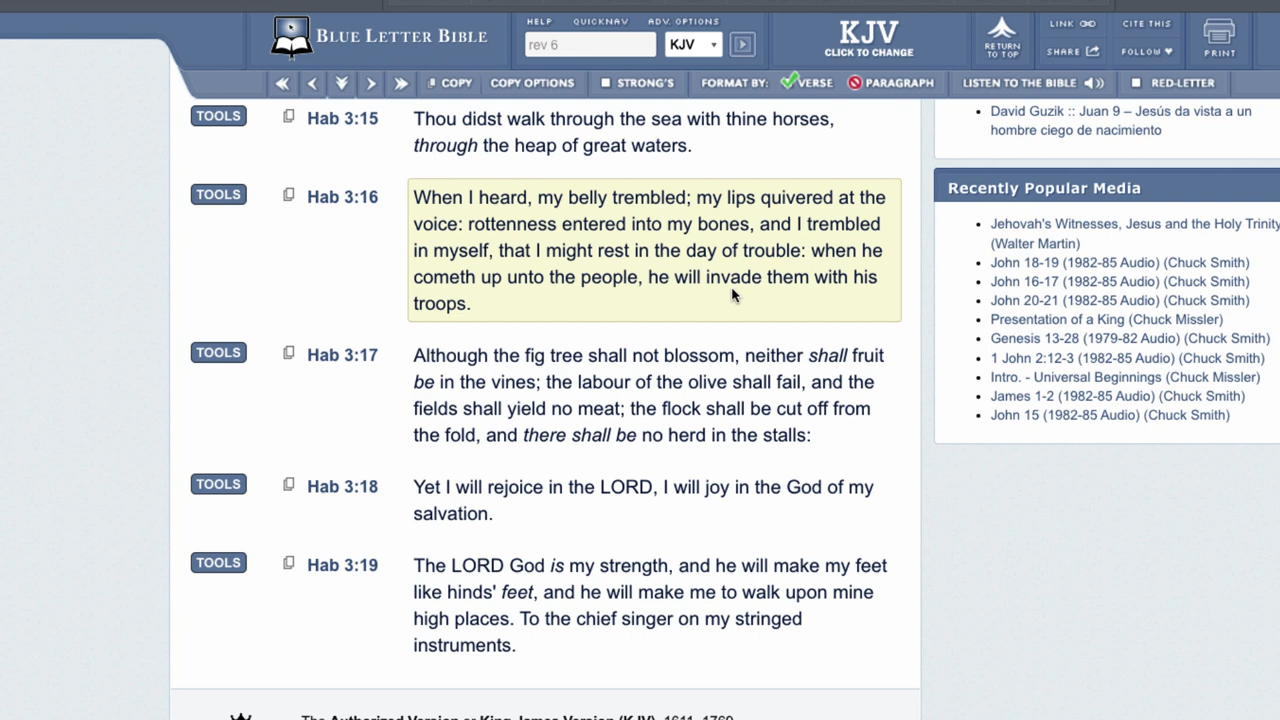 BLUE LETTER BIBLE
HELP QUICKNAV ADV. OPTIONS
rev 6
KJV
KJV
CLICK TO CHANGE
RETURN
TO TOP
LINK
CITE THIS
SHARE
FOLLOW
PRINT
COPY
COPY OPTIONS
STRONG'S
FORMAT BY: VERSE PARAGRAPH
LISTEN TO THE BIBLE
RED-LETTER
TOOLS Hab 3:15 Thou didst walk through the sea with thine horses,
through the heap of great waters.
TOOLS Hab 3:16 When I heard, my belly trembled; my lips quivered at the
voice: rottenness entered into my bones, and I trembled
in myself, that I might rest in the day of trouble: when he
cometh up unto the people, he will invade them with his
troops.
TOOLS Hab 3:17 Although the fig tree shall not blossom, neither shall fruit
be in the vines; the labour of the olive shall fail, and the
fields shall yield no meat; the flock shall be cut off from
the fold, and there shall be no herd in the stalls:
TOOLS Hab 3:18 Yet I will rejoice in the LORD, I will joy in the God of my
salvation.
TOOLS Hab 3:19 The LORD God is my strength, and he will make my feet
like hinds' feet, and he will make me to walk upon mine
high places. To the chief singer on my stringed
instruments.
The Authorized Version or King James Version (KJV), 1611, 1769.
David Guzik :: Juan 9 – Jesús da vista a un
hombre ciego de nacimiento
Recently Popular Media
Jehovah's Witnesses, Jesus and the Holy Trinity
(Walter Martin)
John 18-19 (1982-85 Audio) (Chuck Smith)
John 16-17 (1982-85 Audio) (Chuck Smith)
John 20-21 (1982-85 Audio) (Chuck Smith)
Presentation of a King (Chuck Missler)
Genesis 13-28 (1979-82 Audio) (Chuck Smith)
1 John 2:12-3 (1982-85 Audio) (Chuck Smith)
Intro. - Universal Beginnings (Chuck Missler)
James 1-2 (1982-85 Audio) (Chuck Smith)
John 15 (1982-85 Audio) (Chuck Smith)